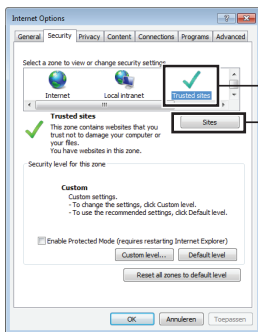 Internet Options
General Security Privacy Content Connections Programs Advanced
Select a zone to view or change security settings.
Internet Local intranet Trusted sites
Trusted sites
Sites
This zone contains websites that you
trust not to damage your computer or
your files.
You have websites in this zone.
Security level for this zone
Custom
Custom settings.
- To change the settings, click Custom level.
- To use the recommended settings, click Default level.
Enable Protected Mode (requires restarting Internet Explorer)
Custom level... Default level
Reset all zones to default level
OK Annuleren Toepassen